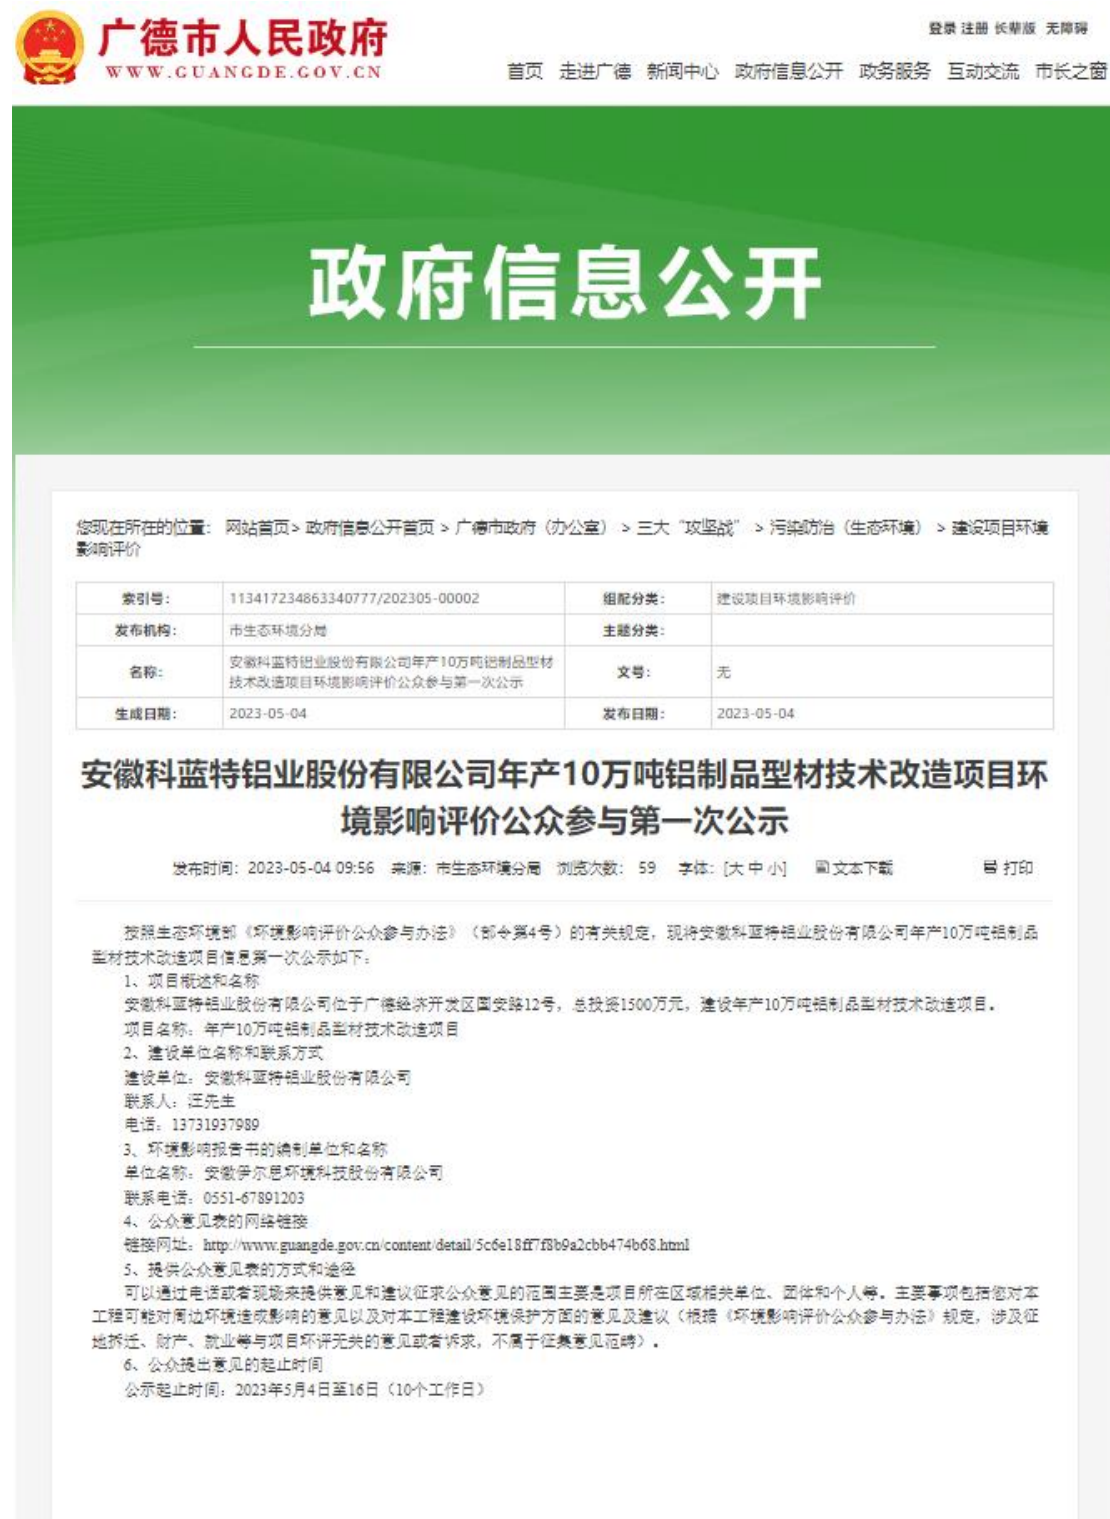 广德市人民政府
WWW.GUANGDE.GOV.CN
登录 注册 长辈版 无障碍
首页 走进广德 新闻中心 政府信息公开 政务服务 互动交流 市长之窗
政府信息公开
您现在所在的位置： 网站首页> 政府信息公开首页 > 广德市政府（办公室） > 三大“攻坚战” > 污染防治（生态环境） > 建设项目环境
影响评价
索引号： 113417234863340777/202305-00002 组配分类： 建设项目环境影响评价
发布机构： 市生态环境分局 主题分类：
名称： 安徽科蓝特铝业股份有限公司年产10万吨铝制品型材
技术改造项目环境影响评价公众参与第一次公示 文号： 无
生成日期： 2023-05-04 发布日期： 2023-05-04
安徽科蓝特铝业股份有限公司年产10万吨铝制品型材技术改造项目环
境影响评价公众参与第一次公示
发布时间：2023-05-04 09:56 来源：市生态环境分局 浏览次数： 59 字体：[大 中 小] 文本下载 打印
按照生态环境部《环境影响评价公众参与办法》（部令第4号）的有关规定，现将安徽科蓝特铝业股份有限公司年产10万吨铝制品
型材技术改造项目信息第一次公示如下：
1、项目概述和名称
安徽科蓝特铝业股份有限公司位于广德经济开发区国安路12号，总投资1500万元，建设年产10万吨铝制品型材技术改造项目。
项目名称：年产10万吨铝制品型材技术改造项目
2、建设单位名称和联系方式
建设单位：安徽科蓝特铝业股份有限公司
联系人：汪先生
电话：13731937989
3、环境影响报告书的编制单位和名称
单位名称：安徽伊尔思环境科技股份有限公司
联系电话：0551-67891203
4、公众意见表的网络链接
链接网址：http://www.guangde.gov.cn/content/detail/5c6e18ff7f8b9a2cbb474b68.html
5、提供公众意见表的方式和途径
可以通过电话或者现场来提供意见和建议征求公众意见的范围主要是项目所在区域相关单位、团体和个人等。主要事项包括您对本
工程可能对周边环境造成影响的意见以及对本工程建设环境保护方面的意见及建议（根据《环境影响评价公众参与办法》规定，涉及征
地拆迁、财产、就业等与项目环评无关的意见或者诉求，不属于征集意见范畴）。
6、公众提出意见的起止时间
公示起止时间：2023年5月4日至16日（10个工作日）